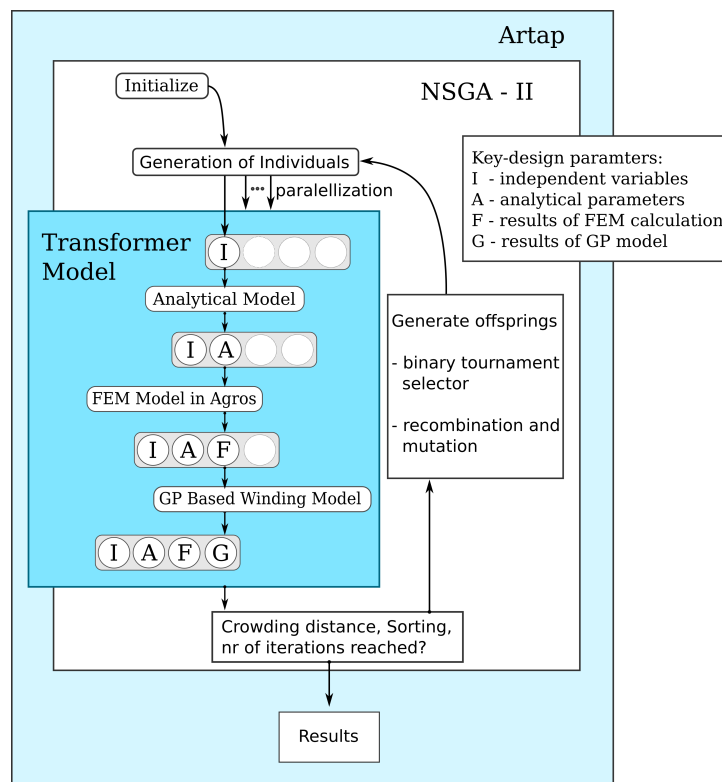 Artap
NSGA - II
Initialize
Generation of Individuals
... paralellization
Key-design paramters:
I - independent variables
A - analytical parameters
F - results of FEM calculation
G - results of GP model
Transformer
Model
I
Analytical Model
I A
FEM Model in Agros
I A F
GP Based Winding Model
I A F G
Generate offsprings
- binary tournament
selector
- recombination and
mutation
Crowding distance, Sorting,
nr of iterations reached?
Results